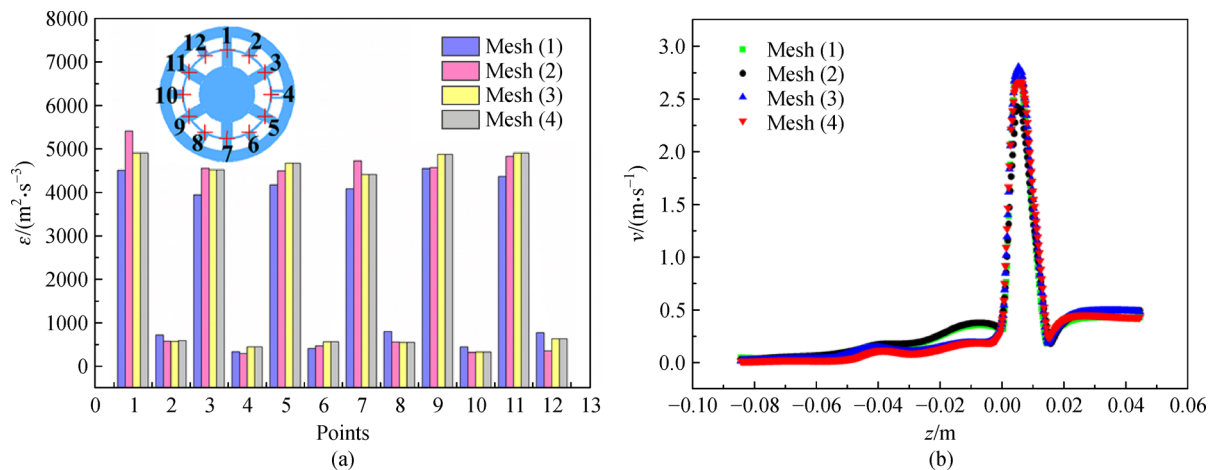 8000
7000
6000
5000
4000
3000
2000
1000
0
ε/(m²·s⁻³)
1
2
3
4
5
6
7
8
9
10
11
12
Mesh (1)
Mesh (2)
Mesh (3)
Mesh (4)
0 1 2 3 4 5 6 7 8 9 10 11 12 13
Points
(a)
3.0
2.5
2.0
1.5
1.0
0.5
0.0
v/(m·s⁻¹)
Mesh (1)
Mesh (2)
Mesh (3)
Mesh (4)
−0.10 −0.08 −0.06 −0.04 −0.02 0.00 0.02 0.04 0.06
z/m
(b)